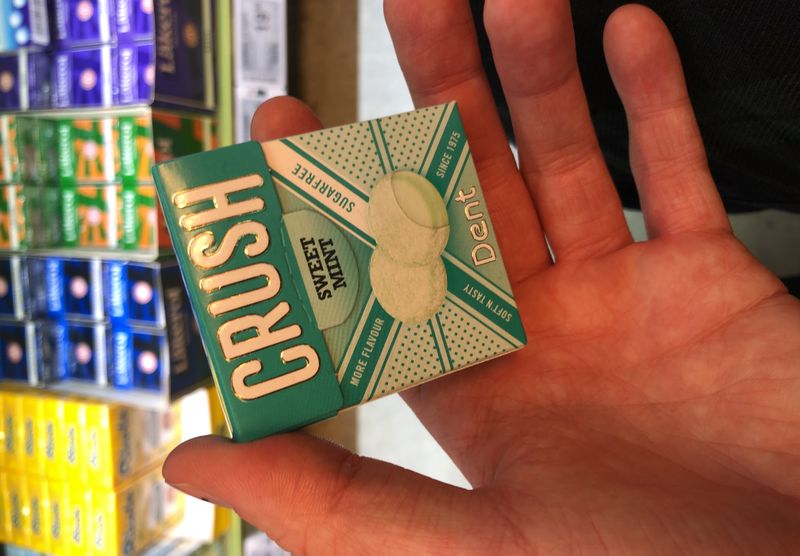 CRUSH
SWEET
MINT
SUGARFREE
SINCE 1975
Dent
MORE FLAVOUR
SOFT'N TASTY